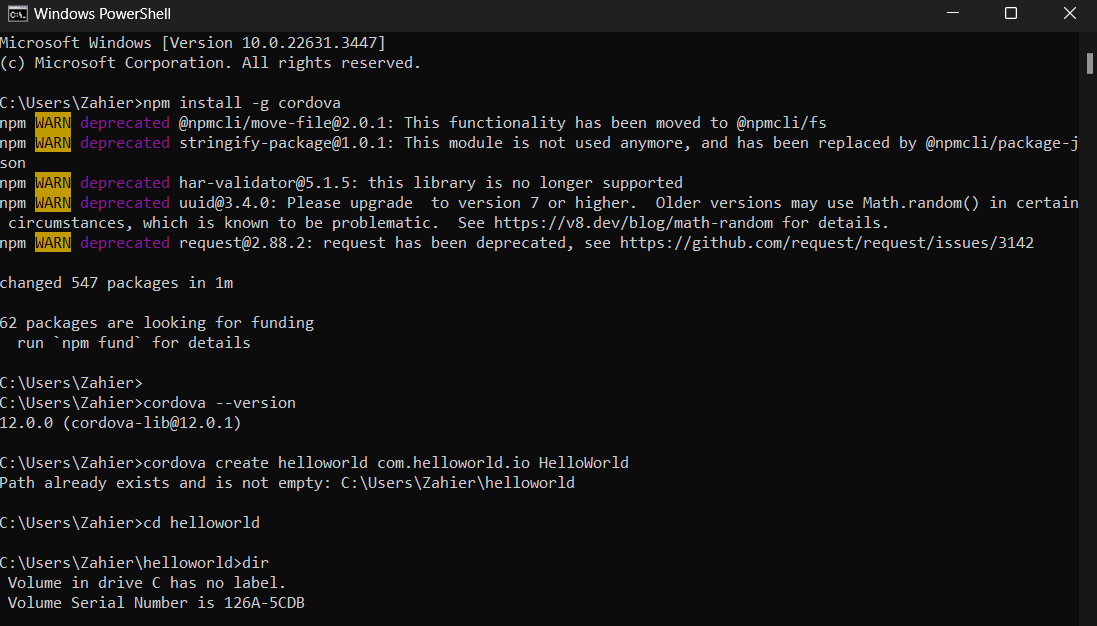 Windows PowerShell
Microsoft Windows [Version 10.0.22631.3447]
(c) Microsoft Corporation. All rights reserved.
C:\Users\Zahier>npm install -g cordova
npm WARN deprecated @npmcli/move-file@2.0.1: This functionality has been moved to @npmcli/fs
npm WARN deprecated stringify-package@1.0.1: This module is not used anymore, and has been replaced by @npmcli/package-j
son
npm WARN deprecated har-validator@5.1.5: this library is no longer supported
npm WARN deprecated uuid@3.4.0: Please upgrade  to version 7 or higher.  Older versions may use Math.random() in certain
 circumstances, which is known to be problematic.  See https://v8.dev/blog/math-random for details.
npm WARN deprecated request@2.88.2: request has been deprecated, see https://github.com/request/request/issues/3142
changed 547 packages in 1m
62 packages are looking for funding
  run `npm fund` for details
C:\Users\Zahier>
C:\Users\Zahier>cordova --version
12.0.0 (cordova-lib@12.0.1)
C:\Users\Zahier>cordova create helloworld com.helloworld.io HelloWorld
Path already exists and is not empty: C:\Users\Zahier\helloworld
C:\Users\Zahier>cd helloworld
C:\Users\Zahier\helloworld>dir
 Volume in drive C has no label.
 Volume Serial Number is 126A-5CDB